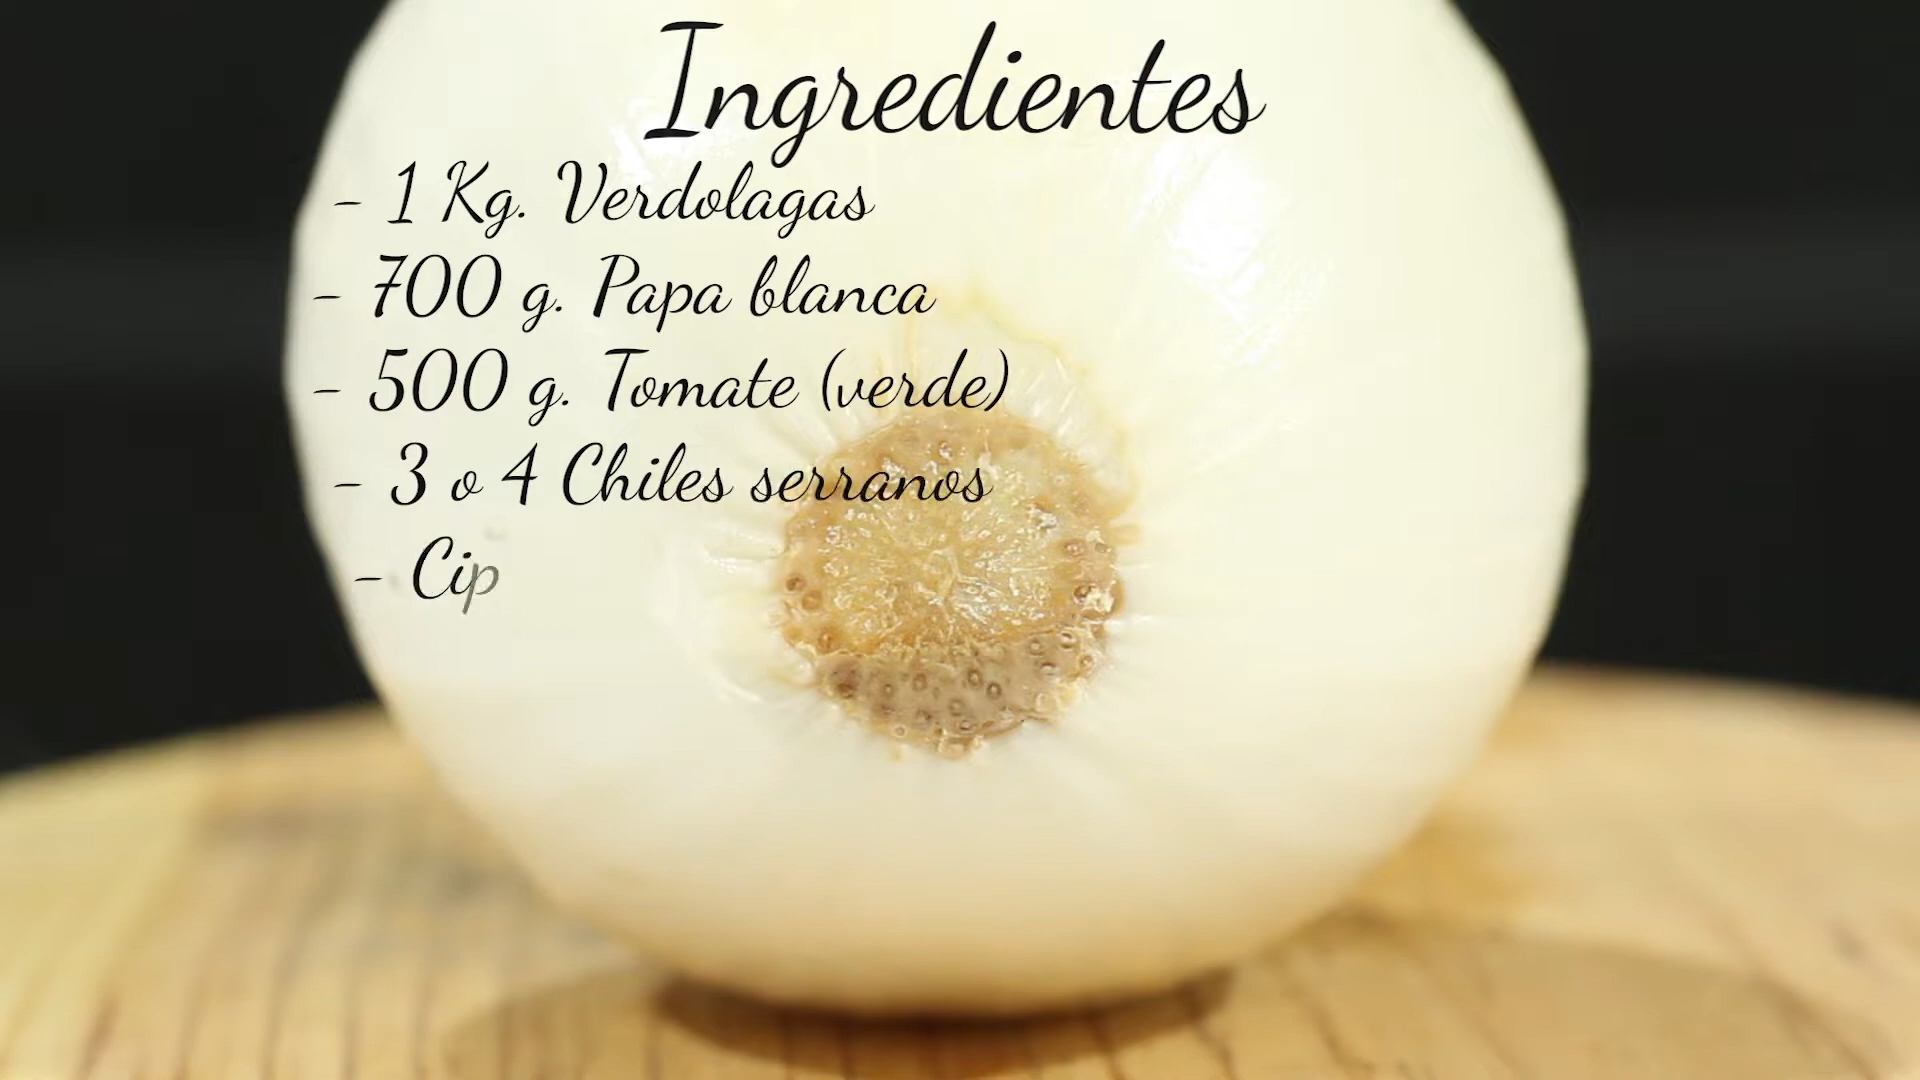 Ingredientes
- 1 Kg. Verdolagas
- 700 g. Papa blanca
- 500 g. Tomate (verde)
- 3 o 4 Chiles serranos
- Cip